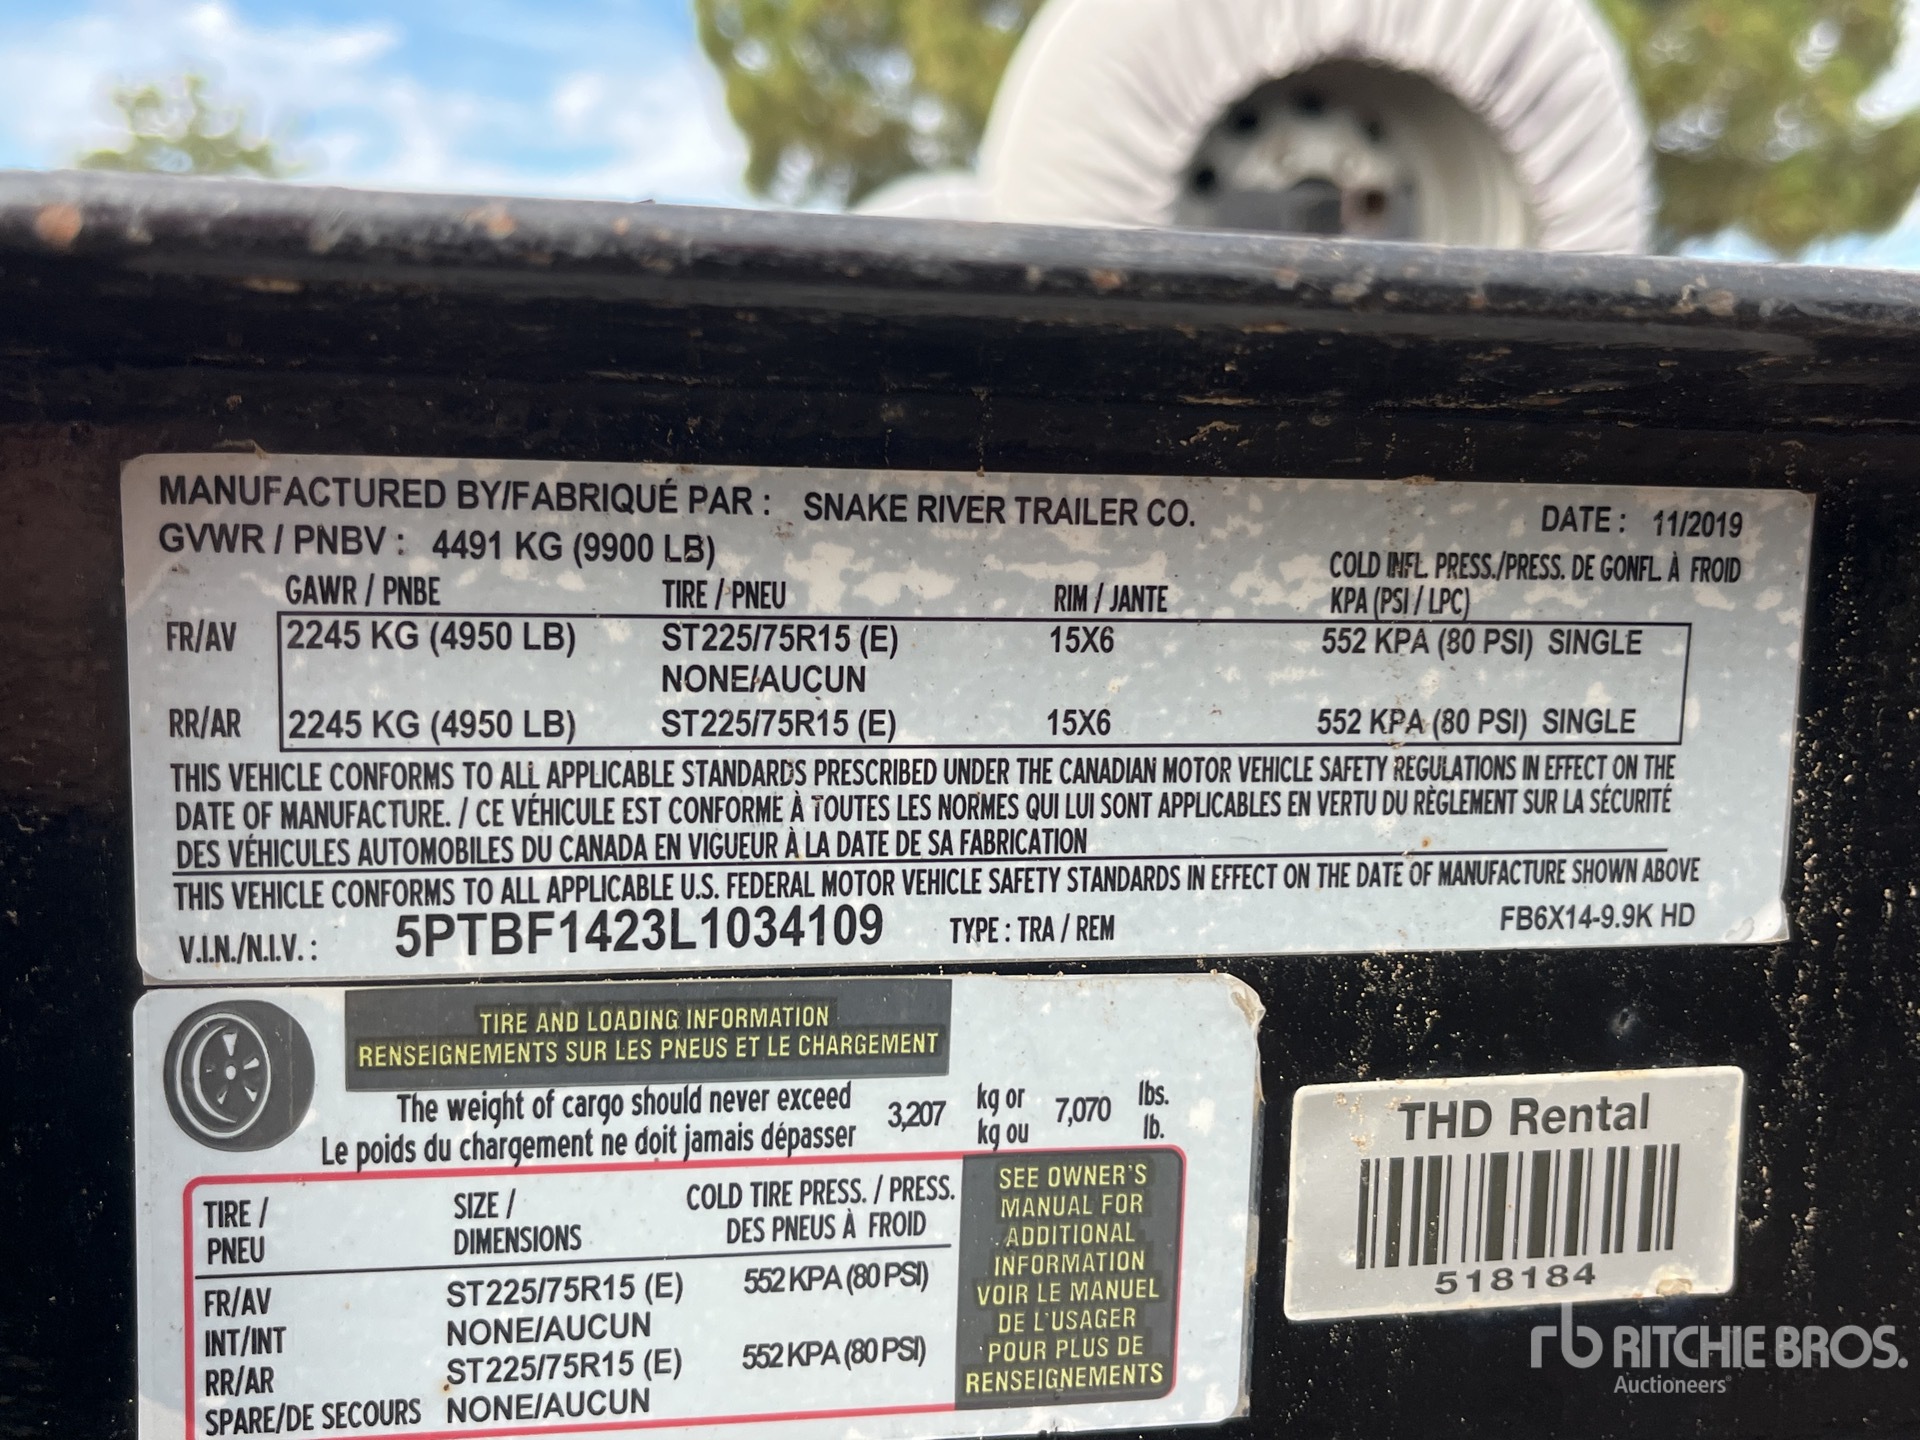 MANUFACTURED BY/FABRIQUÉ PAR : SNAKE RIVER TRAILER CO. DATE : 11/2019
GVWR / PNBV : 4491 KG (9900 LB)
COLD INFL. PRESS./PRESS. DE GONFL. À FROID
GAWR / PNBE TIRE / PNEU RIM / JANTE KPA (PSI / LPC)
FR/AV 2245 KG (4950 LB) ST225/75R15 (E) 15X6 552 KPA (80 PSI) SINGLE
NONE/AUCUN
RR/AR 2245 KG (4950 LB) ST225/75R15 (E) 15X6 552 KPA (80 PSI) SINGLE
THIS VEHICLE CONFORMS TO ALL APPLICABLE STANDARDS PRESCRIBED UNDER THE CANADIAN MOTOR VEHICLE SAFETY REGULATIONS IN EFFECT ON THE
DATE OF MANUFACTURE. / CE VÉHICULE EST CONFORME À TOUTES LES NORMES QUI LUI SONT APPLICABLES EN VERTU DU RÈGLEMENT SUR LA SÉCURITÉ
DES VÉHICULES AUTOMOBILES DU CANADA EN VIGUEUR À LA DATE DE SA FABRICATION
THIS VEHICLE CONFORMS TO ALL APPLICABLE U.S. FEDERAL MOTOR VEHICLE SAFETY STANDARDS IN EFFECT ON THE DATE OF MANUFACTURE SHOWN ABOVE
V.I.N./N.I.V. : 5PTBF1423L1034109 TYPE : TRA / REM FB6X14-9.9K HD
TIRE AND LOADING INFORMATION
RENSEIGNEMENTS SUR LES PNEUS ET LE CHARGEMENT
The weight of cargo should never exceed 3,207 kg or 7,070 lbs.
Le poids du chargement ne doit jamais dépasser kg ou lb.
TIRE / SIZE / COLD TIRE PRESS. / PRESS.
PNEU DIMENSIONS DES PNEUS À FROID
FR/AV ST225/75R15 (E) 552 KPA (80 PSI)
INT/INT NONE/AUCUN
RR/AR ST225/75R15 (E) 552 KPA (80 PSI)
SPARE/DE SECOURS NONE/AUCUN
SEE OWNER'S
MANUAL FOR
ADDITIONAL
INFORMATION
VOIR LE MANUEL
DE L'USAGER
POUR PLUS DE
RENSEIGNEMENTS
THD Rental
518184
rb RITCHIE BROS.
Auctioneers